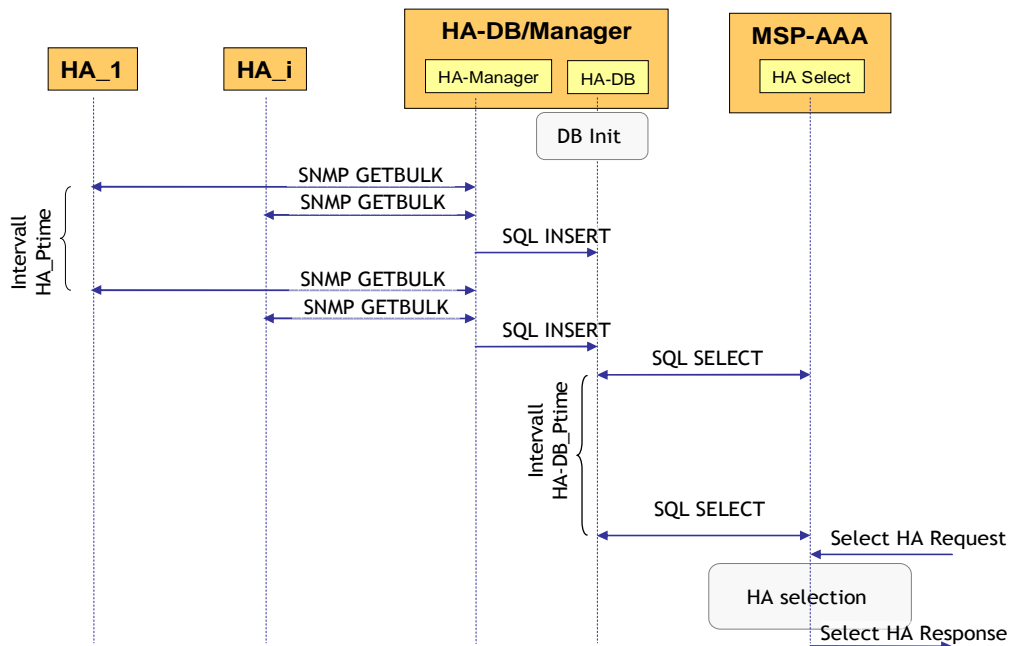 HA-DB/Manager
MSP-AAA
HA_1
HA_i
HA-Manager
HA-DB
HA Select
DB Init
SNMP GETBULK
SNMP GETBULK
Intervall
HA_Ptime
SQL INSERT
SNMP GETBULK
SNMP GETBULK
SQL INSERT
SQL SELECT
Intervall
HA-DB_Ptime
SQL SELECT
Select HA Request
HA selection
Select HA Response